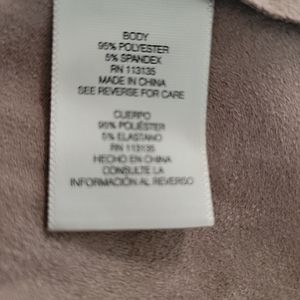 BODY
95% POLYESTER
5% SPANDEX
RN 113135
MADE IN CHINA
SEE REVERSE FOR CARE
CUERPO
95% POLIÉSTER
5% ELASTANO
RN 113135
HECHO EN CHINA
CONSULTE LA
INFORMACIÓN AL REVERSO